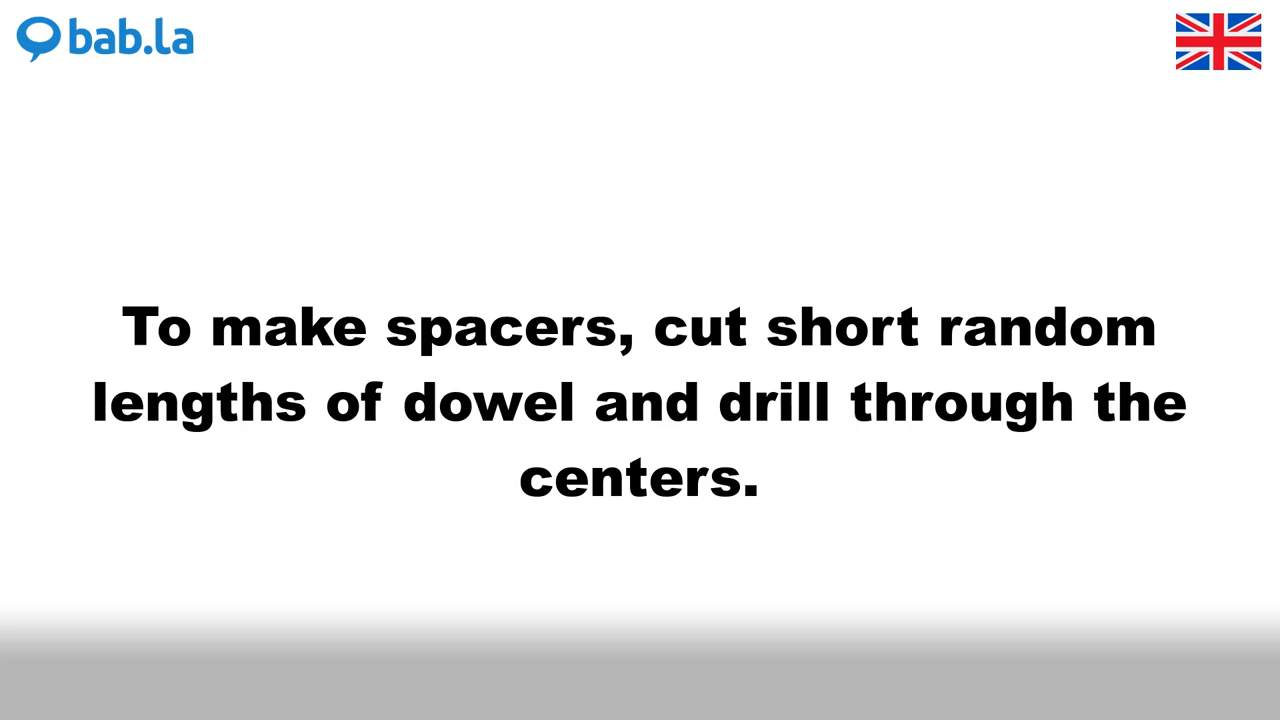 bab.la
To make spacers, cut short random
lengths of dowel and drill through the
centers.